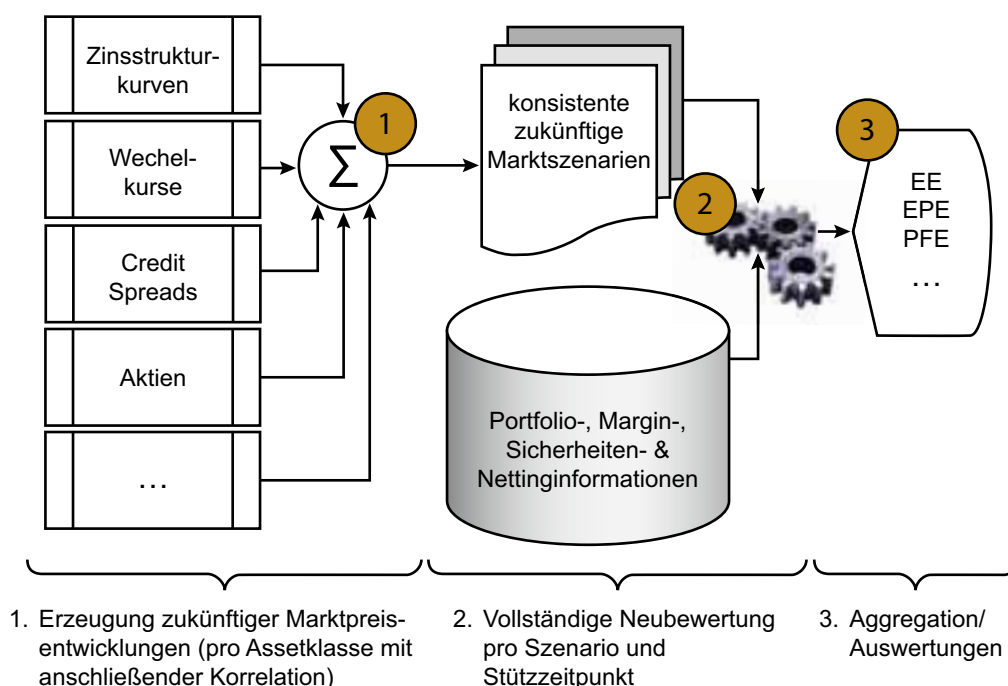 Zinsstruktur-
kurven
Wechel-
kurse
Credit
Spreads
Aktien
...
Σ
1
konsistente
zukünftige
Marktszenarien
2
Portfolio-, Margin-,
Sicherheiten- &
Nettinginformationen
3
EE
EPE
PFE
...
1. Erzeugung zukünftiger Marktpreis-
entwicklungen (pro Assetklasse mit
anschließender Korrelation)
2. Vollständige Neubewertung
pro Szenario und
Stützzeitpunkt
3. Aggregation/
Auswertungen